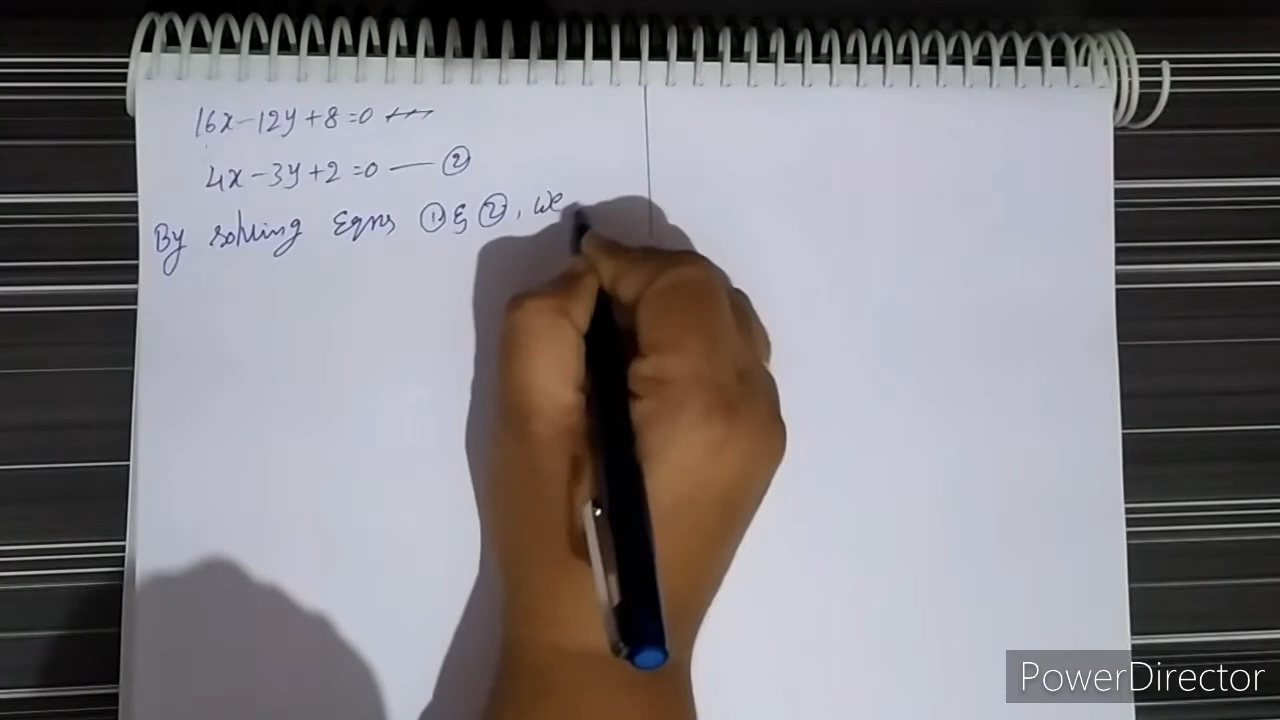 16x-12y+8=0
4x-3y+2=0 — ②
By solving Eqns ① & ②, we
PowerDirector